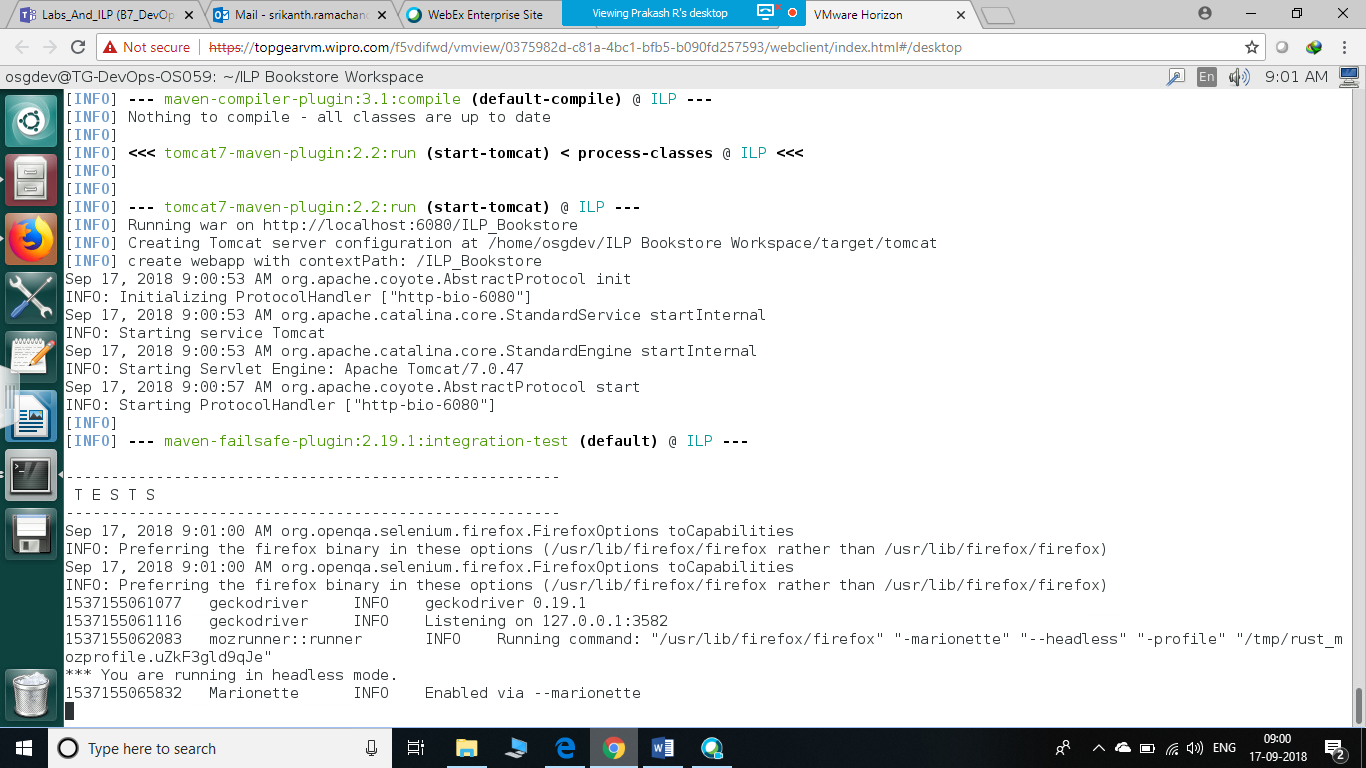 Labs_And_ILP (B7_DevOp
Mail - srikanth.ramachan
WebEx Enterprise Site
Viewing Prakash R's desktop
VMware Horizon
Not secure https://topgearvm.wipro.com/f5vdifwd/vmview/0375982d-c81a-4bc1-bfb5-b090fd257593/webclient/index.html#/desktop
osgdev@TG-DevOps-OS059: ~/ILP Bookstore Workspace
En
9:01 AM
[INFO] --- maven-compiler-plugin:3.1:compile (default-compile) @ ILP ---
[INFO] Nothing to compile - all classes are up to date
[INFO]
[INFO] <<< tomcat7-maven-plugin:2.2:run (start-tomcat) < process-classes @ ILP <<<
[INFO]
[INFO]
[INFO] --- tomcat7-maven-plugin:2.2:run (start-tomcat) @ ILP ---
[INFO] Running war on http://localhost:6080/ILP_Bookstore
[INFO] Creating Tomcat server configuration at /home/osgdev/ILP Bookstore Workspace/target/tomcat
[INFO] create webapp with contextPath: /ILP_Bookstore
Sep 17, 2018 9:00:53 AM org.apache.coyote.AbstractProtocol init
INFO: Initializing ProtocolHandler ["http-bio-6080"]
Sep 17, 2018 9:00:53 AM org.apache.catalina.core.StandardService startInternal
INFO: Starting service Tomcat
Sep 17, 2018 9:00:53 AM org.apache.catalina.core.StandardEngine startInternal
INFO: Starting Servlet Engine: Apache Tomcat/7.0.47
Sep 17, 2018 9:00:57 AM org.apache.coyote.AbstractProtocol start
INFO: Starting ProtocolHandler ["http-bio-6080"]
[INFO]
[INFO] --- maven-failsafe-plugin:2.19.1:integration-test (default) @ ILP ---
-------------------------------------------------------
T E S T S
-------------------------------------------------------
Sep 17, 2018 9:01:00 AM org.openqa.selenium.firefox.FirefoxOptions toCapabilities
INFO: Preferring the firefox binary in these options (/usr/lib/firefox/firefox rather than /usr/lib/firefox/firefox)
Sep 17, 2018 9:01:00 AM org.openqa.selenium.firefox.FirefoxOptions toCapabilities
INFO: Preferring the firefox binary in these options (/usr/lib/firefox/firefox rather than /usr/lib/firefox/firefox)
1537155061077 geckodriver INFO geckodriver 0.19.1
1537155061116 geckodriver INFO Listening on 127.0.0.1:3582
1537155062083 mozrunner::runner INFO Running command: "/usr/lib/firefox/firefox" "-marionette" "--headless" "-profile" "/tmp/rust_m
ozprofile.uZkF3gld9qJe"
*** You are running in headless mode.
1537155065832 Marionette INFO Enabled via --marionette
Type here to search
ENG
09:00
17-09-2018
2